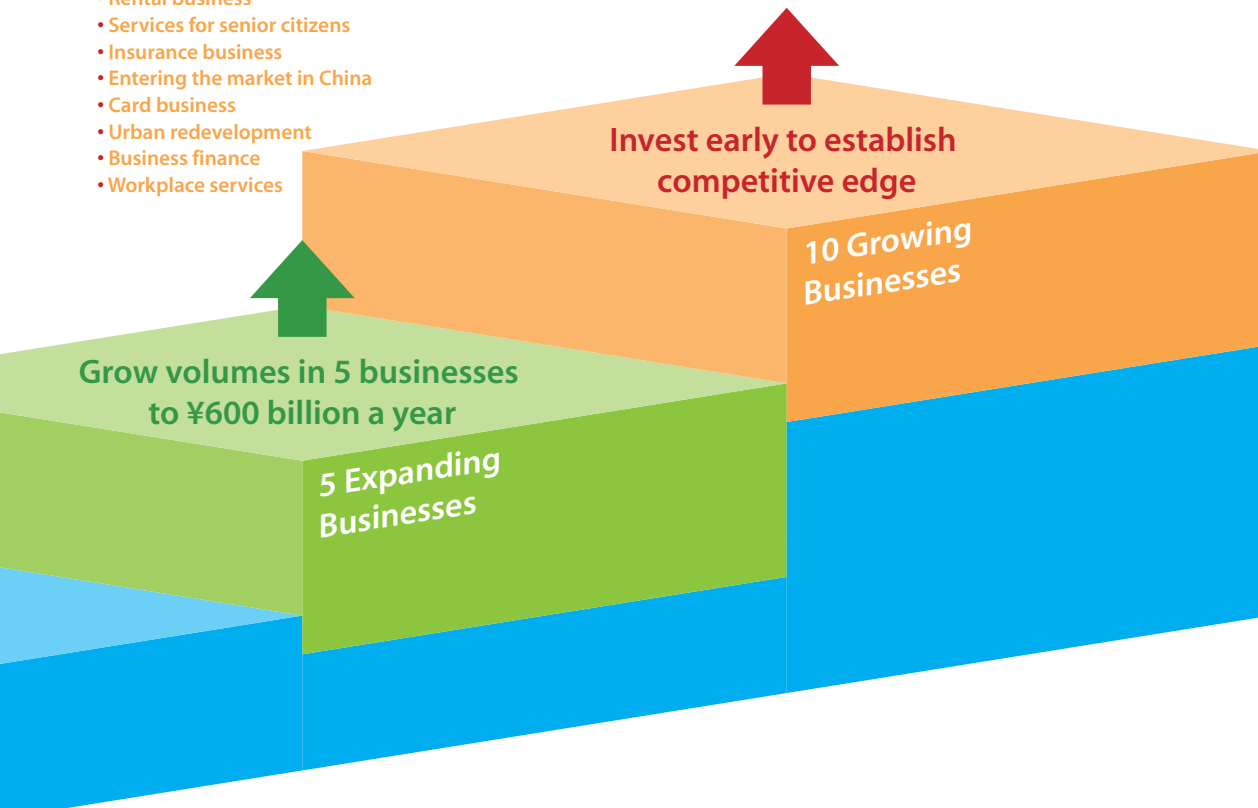 • Rental business
• Services for senior citizens
• Insurance business
• Entering the market in China
• Card business
• Urban redevelopment
• Business finance
• Workplace services
Invest early to establish
competitive edge
10 Growing
Businesses
Grow volumes in 5 businesses
to ¥600 billion a year
5 Expanding
Businesses